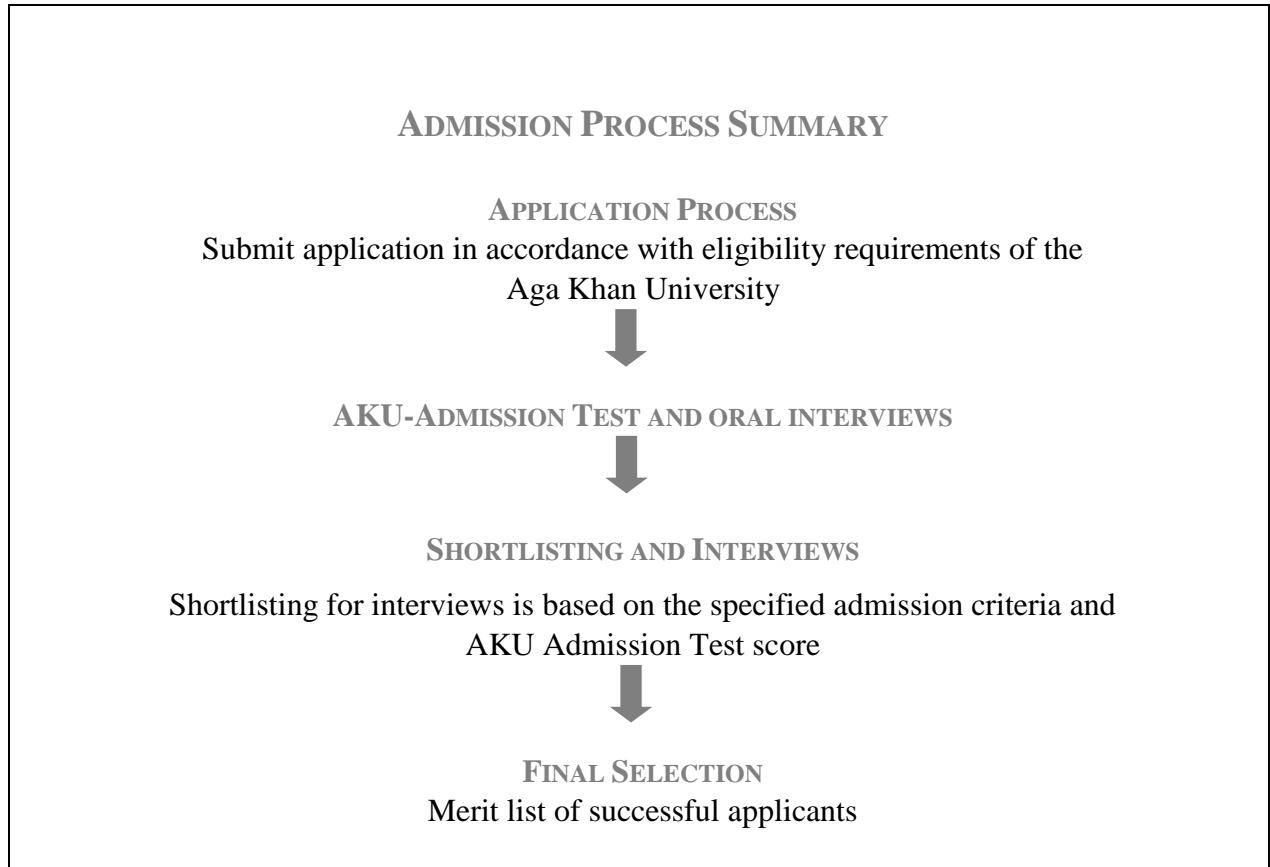 ADMISSION PROCESS SUMMARY
APPLICATION PROCESS
Submit application in accordance with eligibility requirements of the
Aga Khan University
AKU-ADMISSION TEST AND ORAL INTERVIEWS
SHORTLISTING AND INTERVIEWS
Shortlisting for interviews is based on the specified admission criteria and
AKU Admission Test score
FINAL SELECTION
Merit list of successful applicants